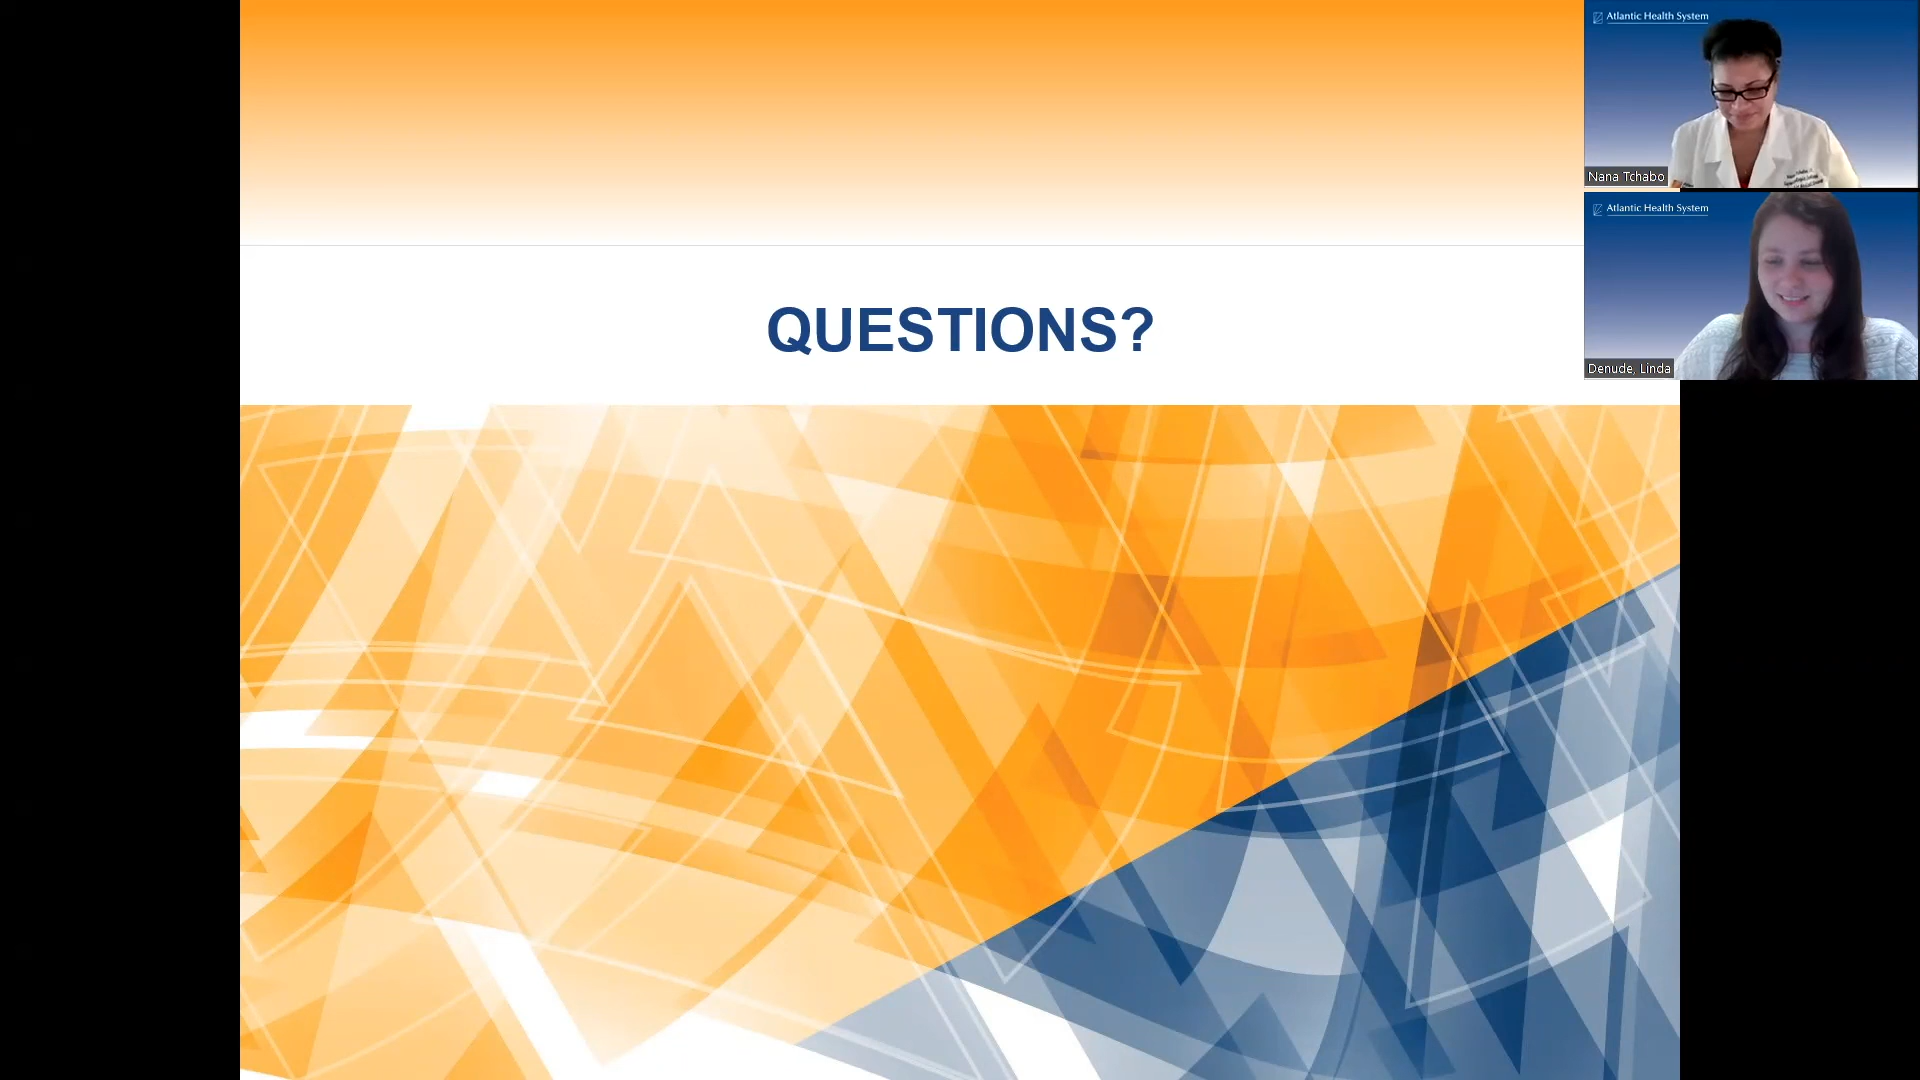 Atlantic Health System
Nana Tchabo
Atlantic Health System
QUESTIONS?
Denude, Linda